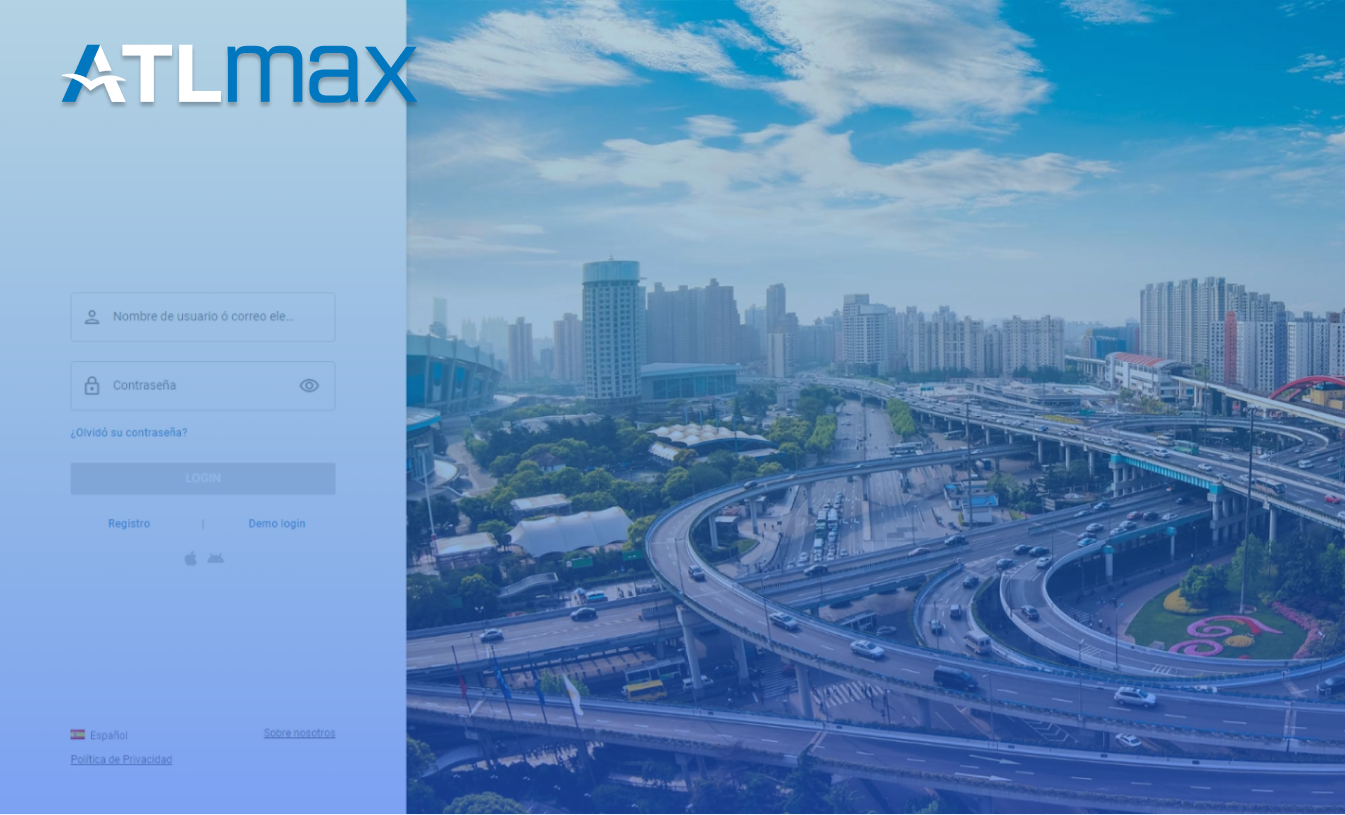 ATLmax
Nombre de usuario ó correo ele...
Contraseña
¿Olvidó su contraseña?
LOGIN
Registro | Demo login
Español
Sobre nosotros
Política de Privacidad